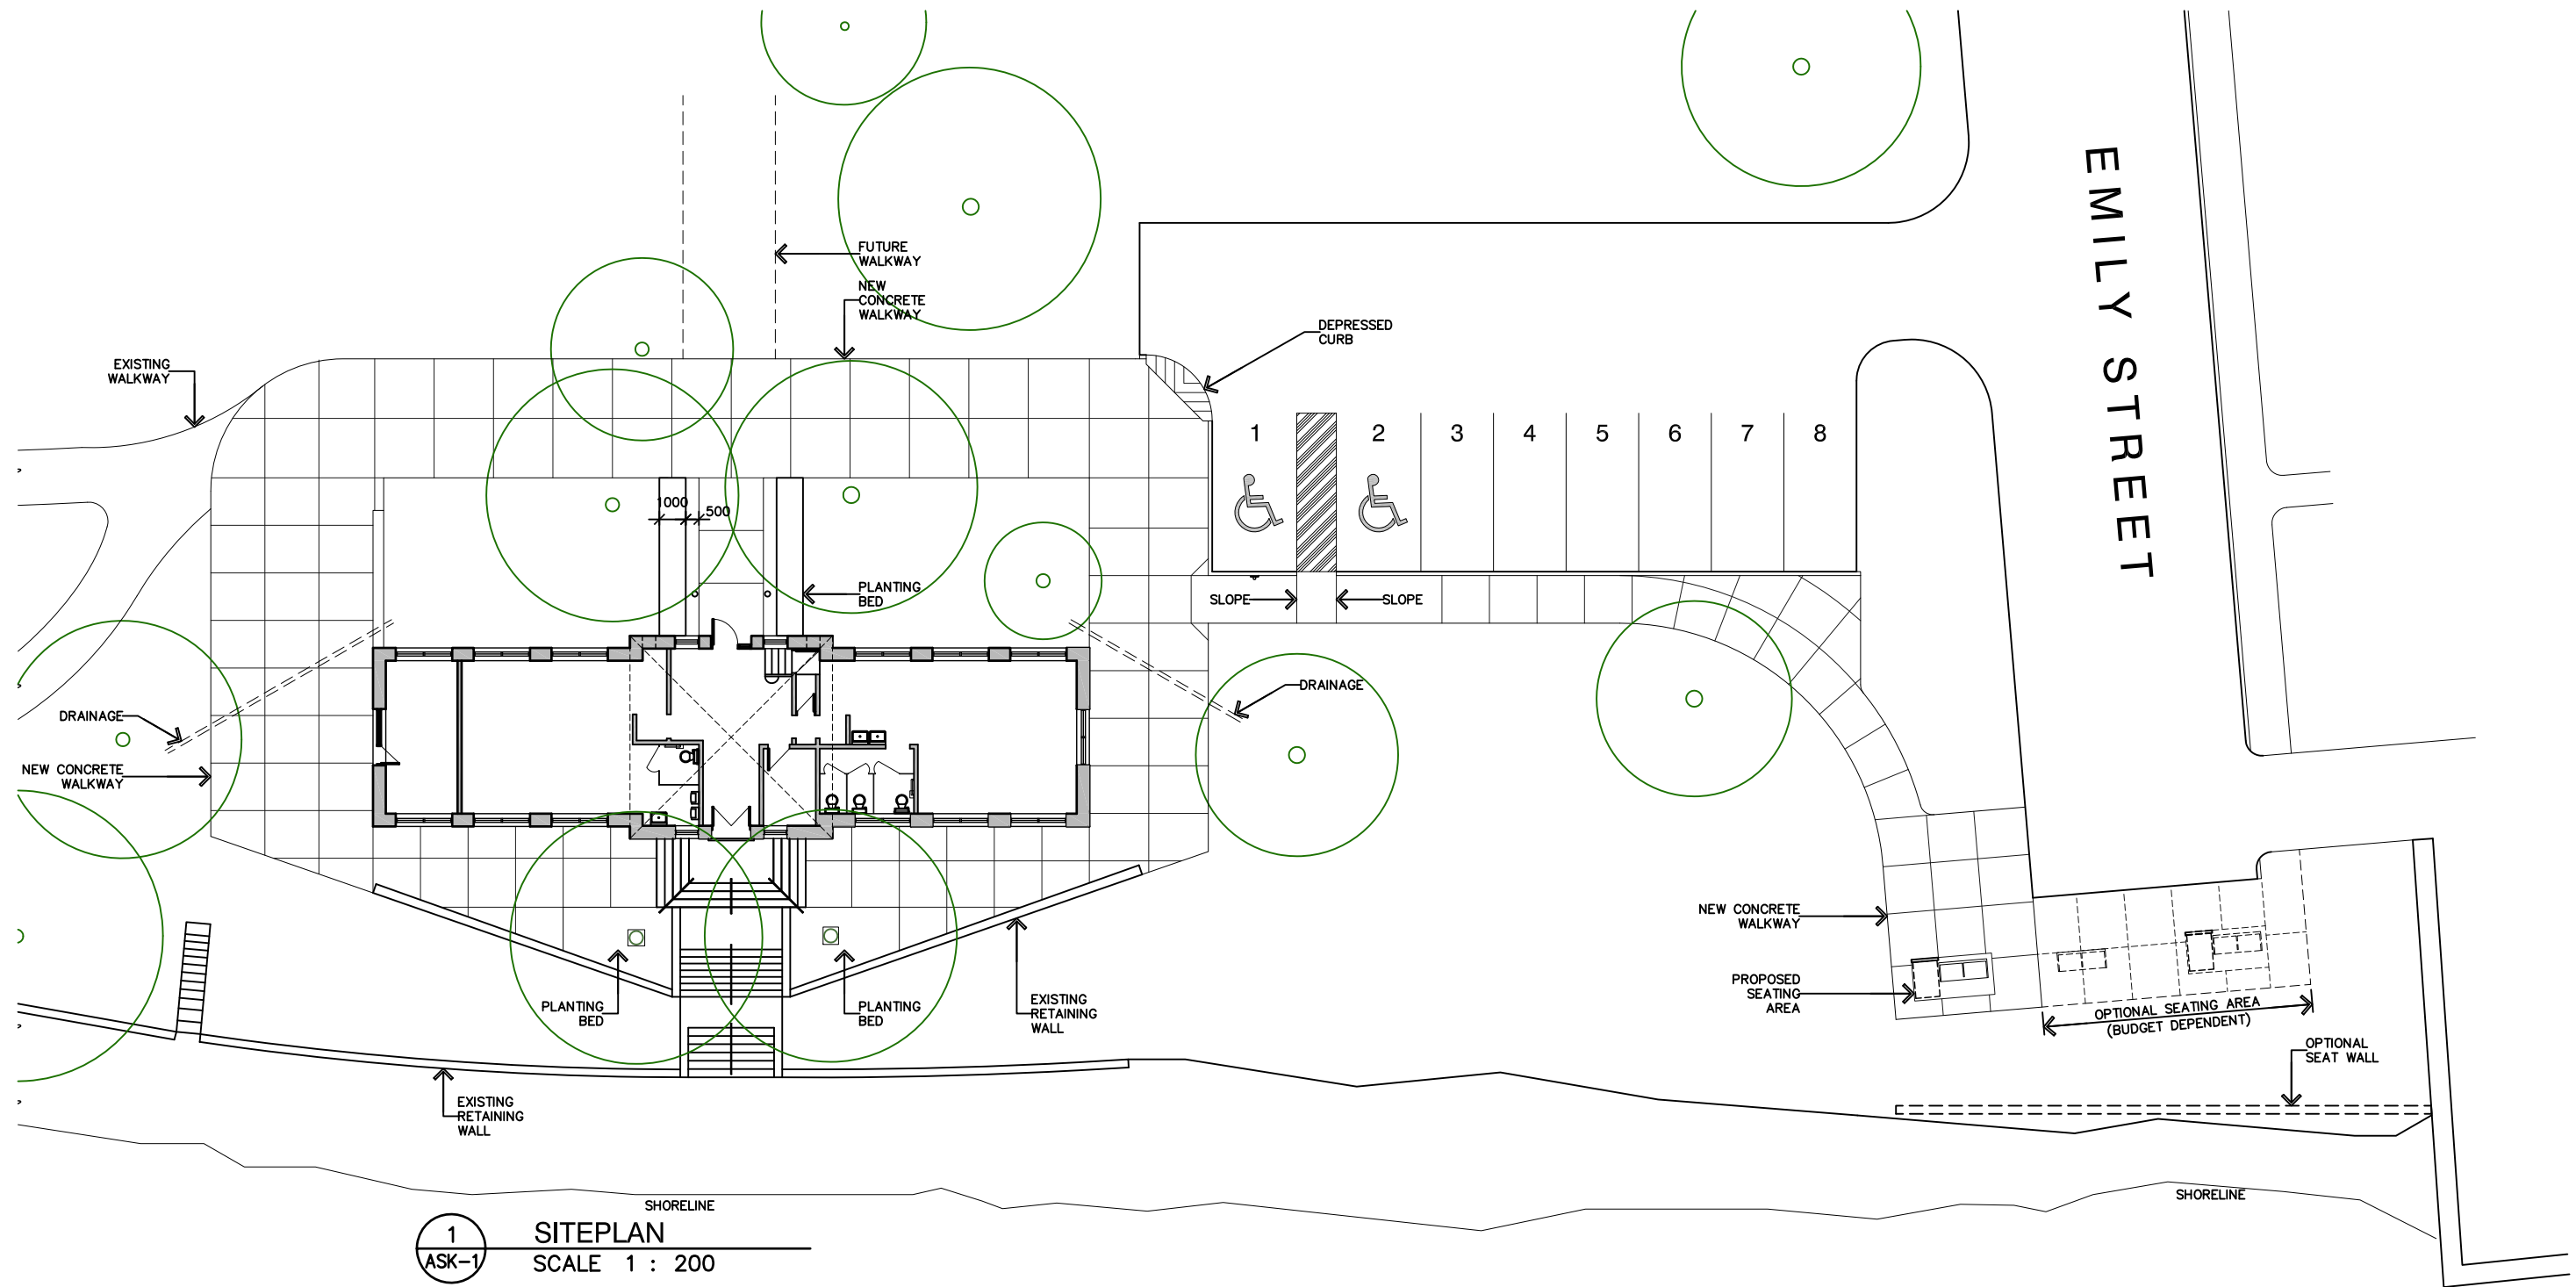 EMILY STREET
FUTURE
WALKWAY
NEW
CONCRETE
WALKWAY
DEPRESSED
CURB
EXISTING
WALKWAY
1
2
3
4
5
6
7
8
1000
500
PLANTING
BED
SLOPE
SLOPE
DRAINAGE
DRAINAGE
NEW CONCRETE
WALKWAY
NEW CONCRETE
WALKWAY
PROPOSED
SEATING
AREA
PLANTING
BED
PLANTING
BED
EXISTING
RETAINING
WALL
OPTIONAL SEATING AREA
(BUDGET DEPENDENT)
OPTIONAL
SEAT WALL
EXISTING
RETAINING
WALL
SHORELINE
SHORELINE
1
ASK-1
SITEPLAN
SCALE 1 : 200